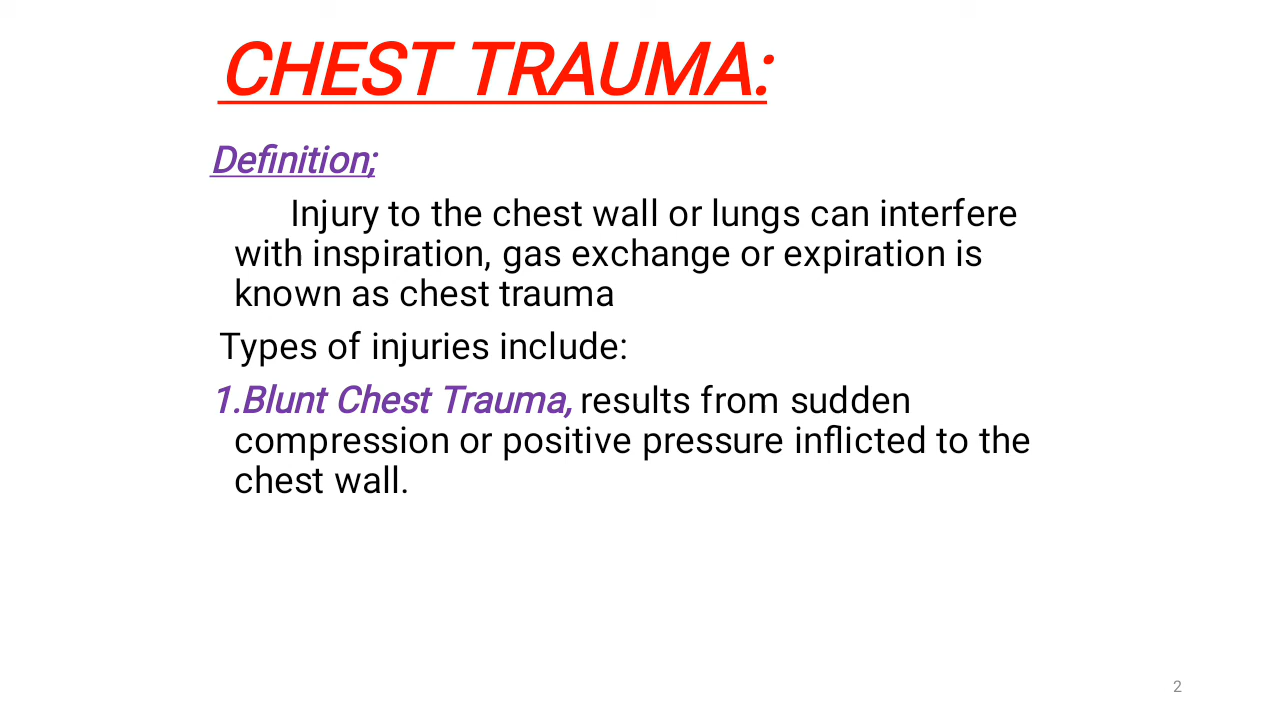 CHEST TRAUMA:
Definition;
Injury to the chest wall or lungs can interfere
with inspiration, gas exchange or expiration is
known as chest trauma
Types of injuries include:
1.Blunt Chest Trauma, results from sudden
compression or positive pressure inflicted to the
chest wall.
2